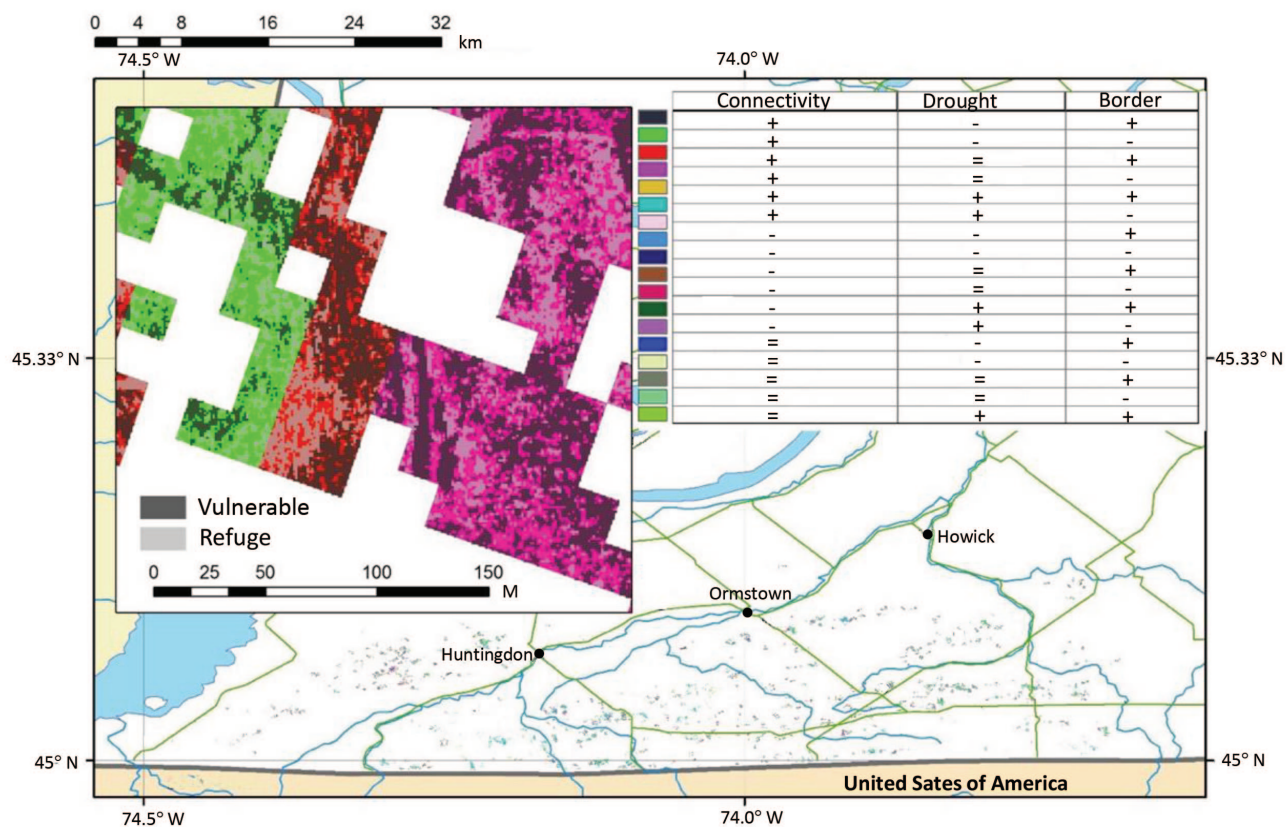 0 4 8 16 24 32
km
74.5° W 74.0° W
Connectivity Drought Border
+ - +
+ - -
+ = +
+ = -
+ + +
+ + -
- - +
- - -
- = +
- = -
- + +
- + -
= - +
= - -
= = +
= = -
= + +
45.33° N 45.33° N
Vulnerable
Refuge
0 25 50 100 150
M
Howick
Ormstown
Huntingdon
45° N 45° N
United Sates of America
74.5° W 74.0° W